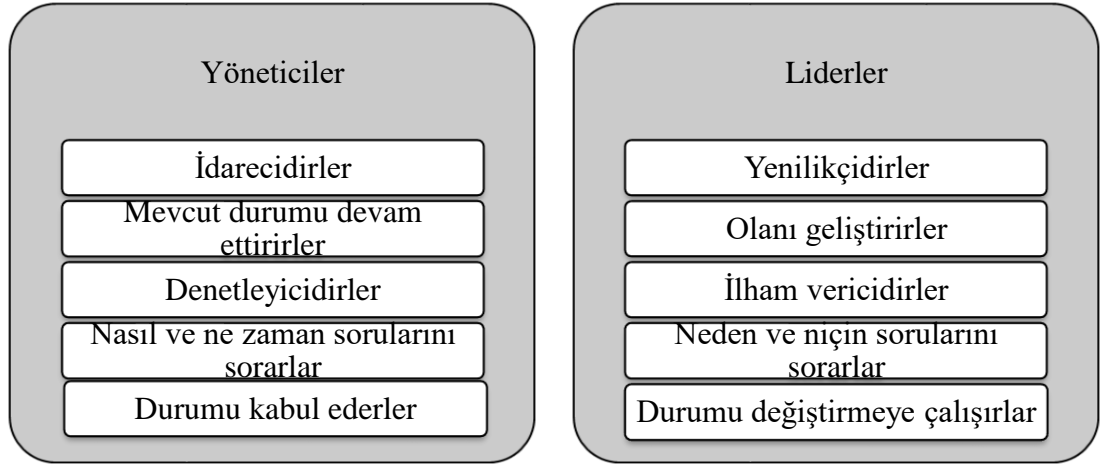 Yöneticiler
İdarecidirler
Mevcut durumu devam
ettirirler
Denetleyicidirler
Nasıl ve ne zaman sorularını
sorarlar
Durumu kabul ederler
Liderler
Yenilikçidirler
Olanı geliştirirler
İlham vericidirler
Neden ve niçin sorularını
sorarlar
Durumu değiştirmeye çalışırlar